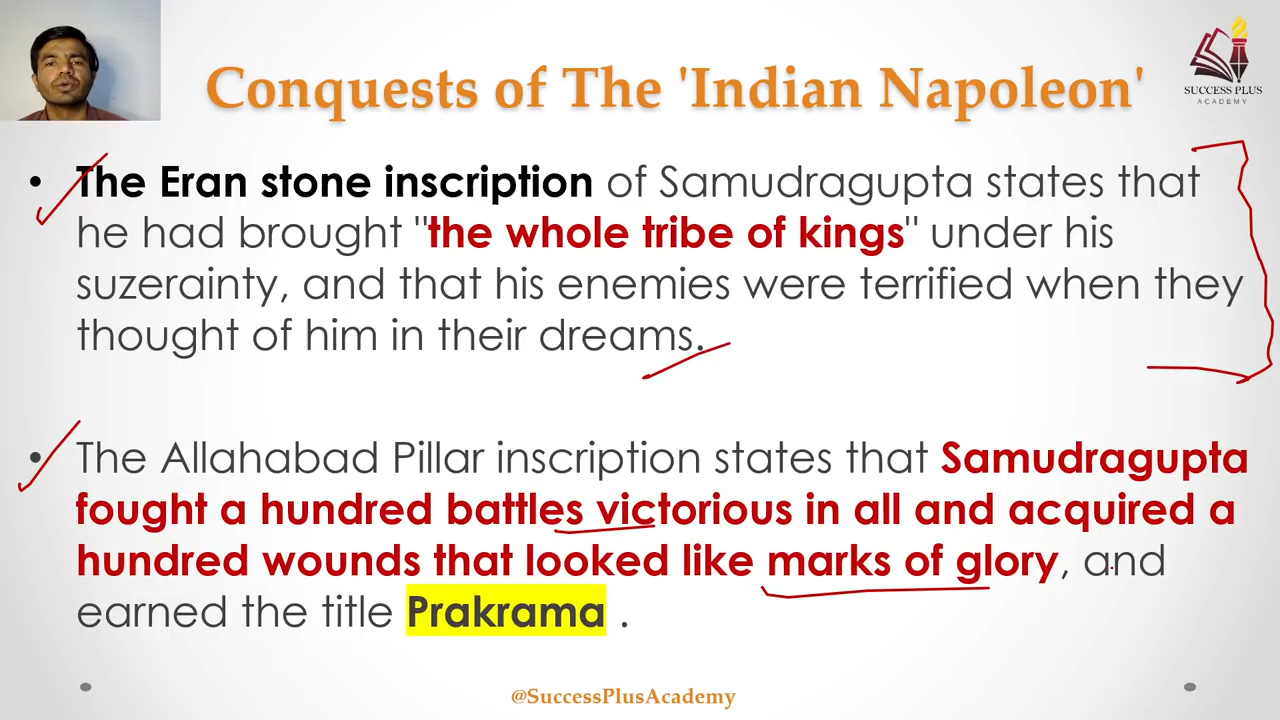 Conquests of The 'Indian Napoleon'
SUCCESS PLUS
ACADEMY
• The Eran stone inscription of Samudragupta states that
he had brought "the whole tribe of kings" under his
suzerainty, and that his enemies were terrified when they
thought of him in their dreams.
• The Allahabad Pillar inscription states that Samudragupta
fought a hundred battles victorious in all and acquired a
hundred wounds that looked like marks of glory, and
earned the title Prakrama .
@SuccessPlusAcademy